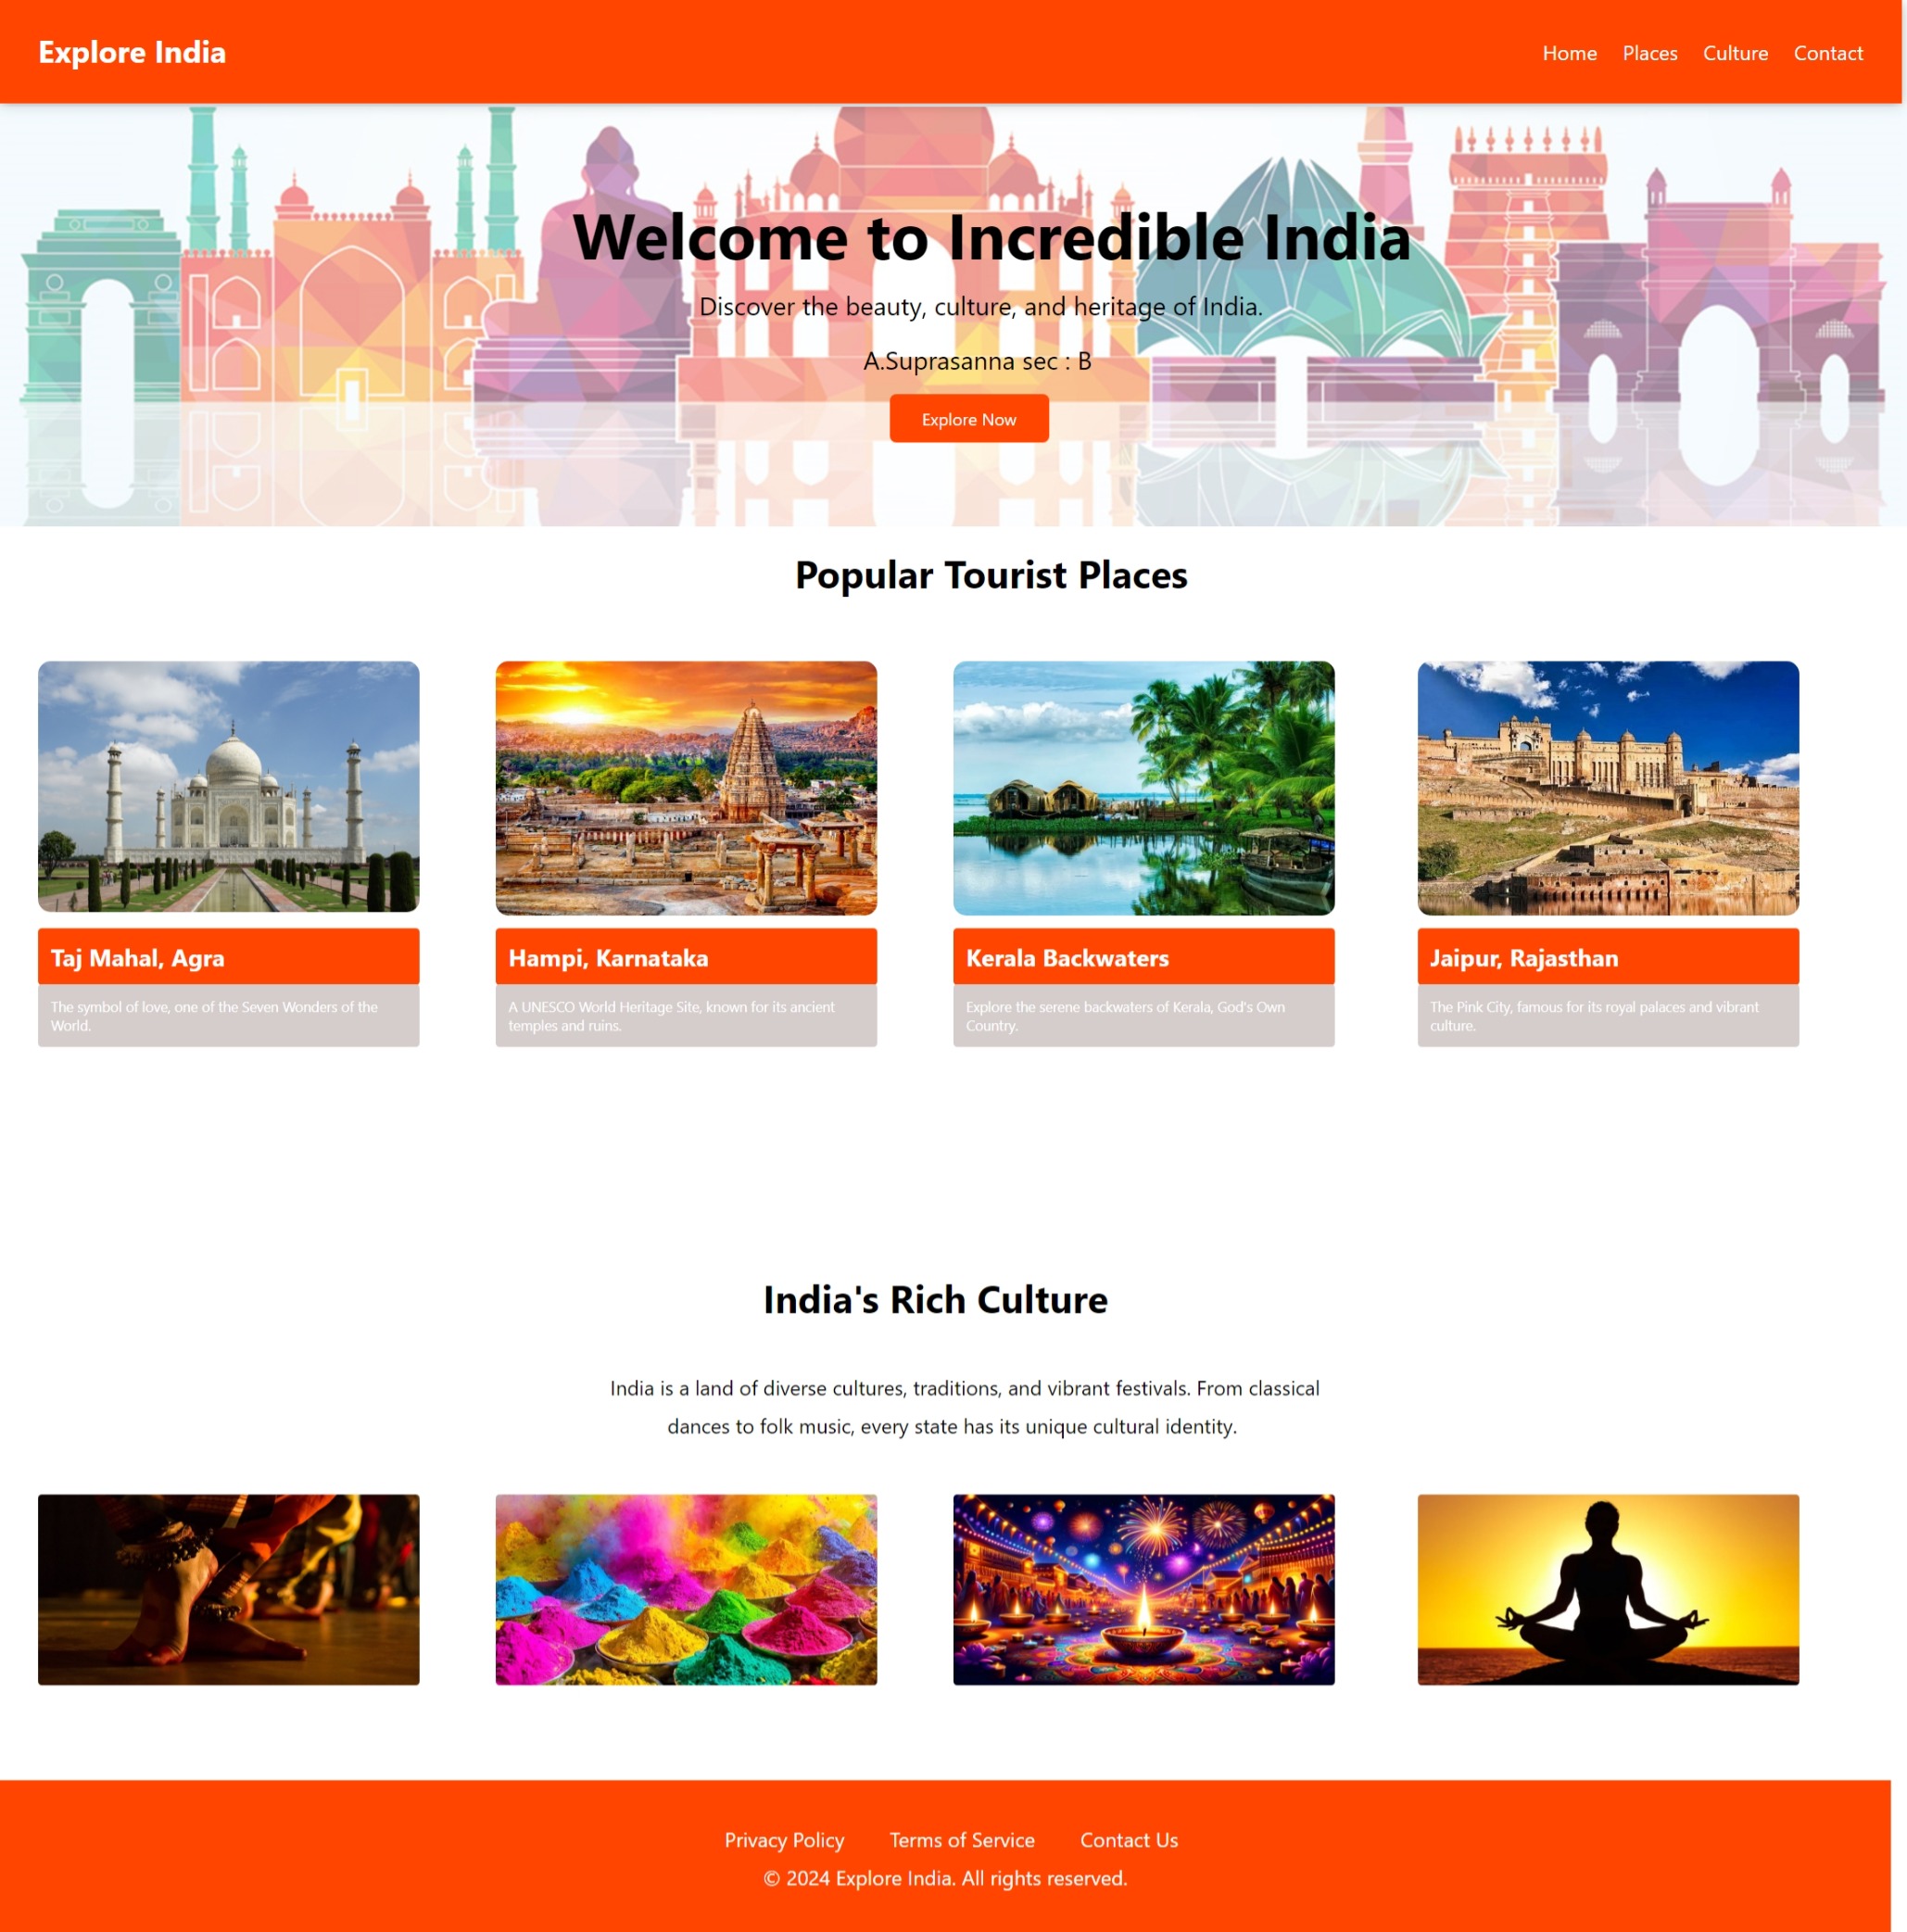 Explore India
Home Places Culture Contact
Welcome to Incredible India
Discover the beauty, culture, and heritage of India.
A.Suprasanna sec : B
Explore Now
Popular Tourist Places
Taj Mahal, Agra
The symbol of love, one of the Seven Wonders of the
World.
Hampi, Karnataka
A UNESCO World Heritage Site, known for its ancient
temples and ruins.
Kerala Backwaters
Explore the serene backwaters of Kerala, God's Own
Country.
Jaipur, Rajasthan
The Pink City, famous for its royal palaces and vibrant
culture.
India's Rich Culture
India is a land of diverse cultures, traditions, and vibrant festivals. From classical
dances to folk music, every state has its unique cultural identity.
Privacy Policy Terms of Service Contact Us
© 2024 Explore India. All rights reserved.